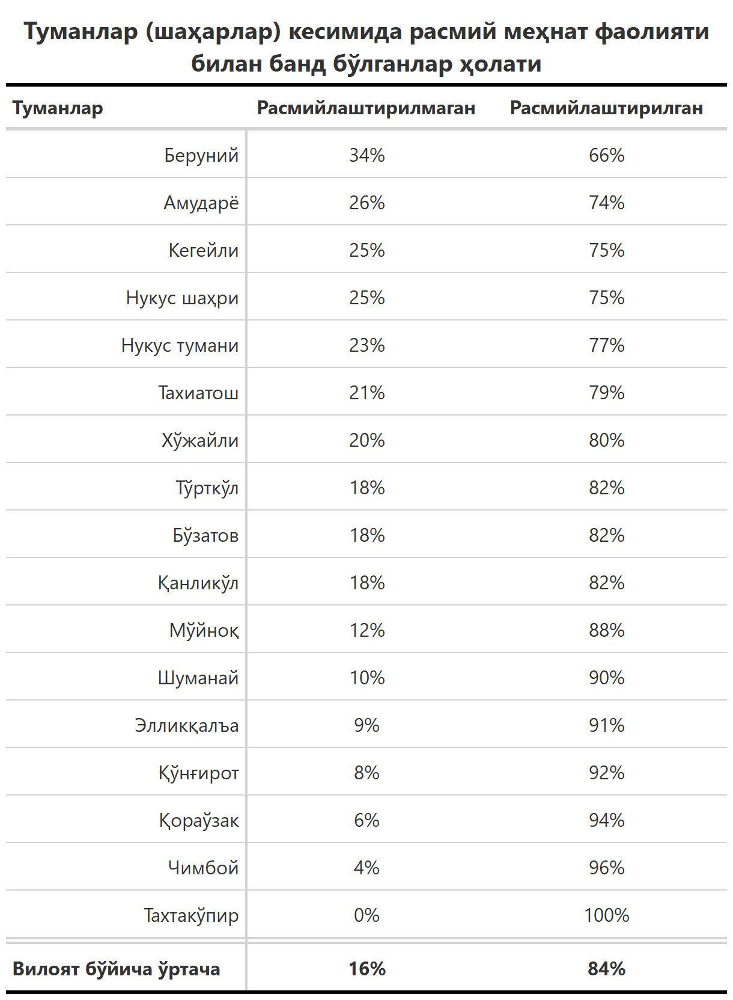 Туманлар (шаҳарлар) кесимида расмий меҳнат фаолияти
билан банд бўлганлар ҳолати
Туманлар Расмийлаштирилмаган Расмийлаштирилган
Беруний 34% 66%
Амударё 26% 74%
Кегейли 25% 75%
Нукус шаҳри 25% 75%
Нукус тумани 23% 77%
Тахиатош 21% 79%
Хўжайли 20% 80%
Тўрткўл 18% 82%
Бўзатов 18% 82%
Қанликўл 18% 82%
Мўйноқ 12% 88%
Шуманай 10% 90%
Элликқалъа 9% 91%
Қўнғирот 8% 92%
Қораўзак 6% 94%
Чимбой 4% 96%
Тахтакўпир 0% 100%
Вилоят бўйича ўртача 16% 84%